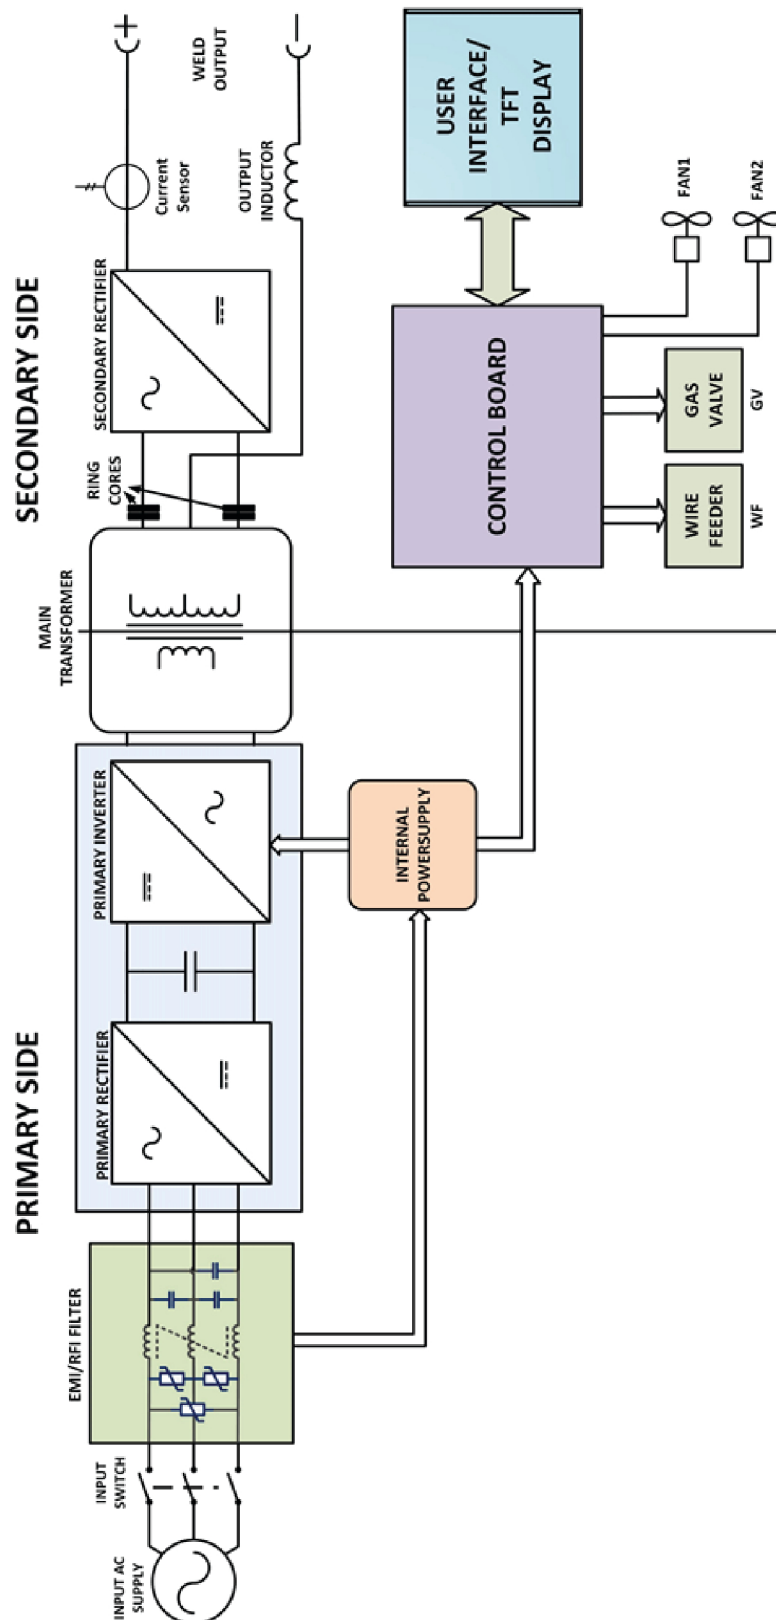 PRIMARY SIDE
SECONDARY SIDE
INPUT AC
SUPPLY
INPUT
SWITCH
EMI/RFI FILTER
PRIMARY RECTIFIER
PRIMARY INVERTER
MAIN
TRANSFORMER
RING
CORES
SECONDARY RECTIFIER
Current
Sensor
+
WELD
OUTPUT
−
OUTPUT
INDUCTOR
INTERNAL
POWERSUPPLY
CONTROL BOARD
USER
INTERFACE/
TFT
DISPLAY
WIRE
FEEDER
WF
GAS
VALVE
GV
FAN1
FAN2